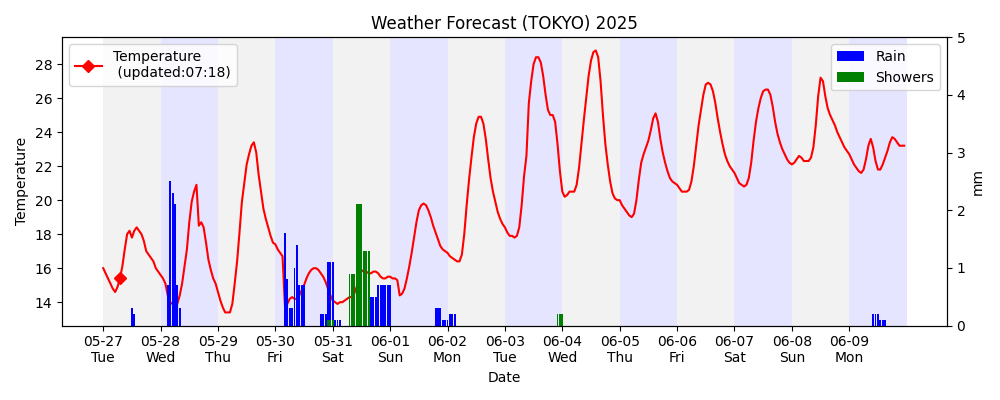 Weather Forecast (TOKYO) 2025
Temperature
(updated:07:18)
Rain
Showers
Temperature
28
26
24
22
20
18
16
14
5
4
3
2
1
0
mm
05-27 05-28 05-29 05-30 05-31 06-01 06-02 06-03 06-04 06-05 06-06 06-07 06-08 06-09
Tue Wed Thu Fri Sat Sun Mon Tue Wed Thu Fri Sat Sun Mon
Date